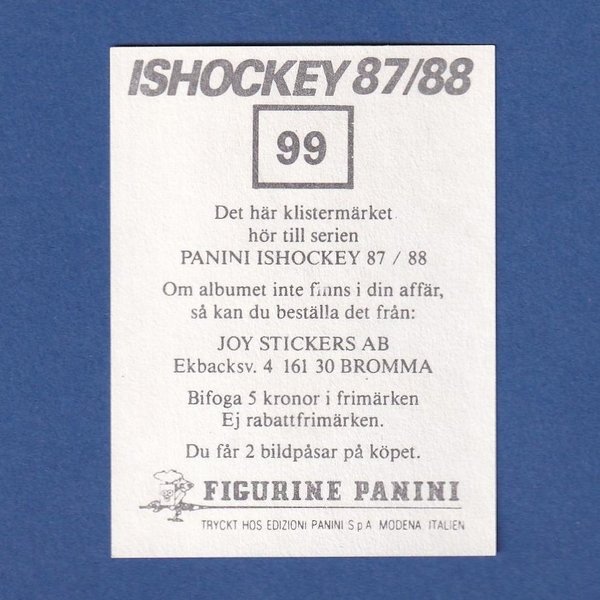 ISHOCKEY 87/88
99
Det här klistermärket
hör till serien
PANINI ISHOCKEY 87 / 88
Om albumet inte finns i din affär,
så kan du beställa det från:
JOY STICKERS AB
Ekbacksv. 4 161 30 BROMMA
Bifoga 5 kronor i frimärken
Ej rabattfrimärken.
Du får 2 bildpåsar på köpet.
FIGURINE PANINI
TRYCKT HOS EDIZIONI PANINI S p A MODENA ITALIEN